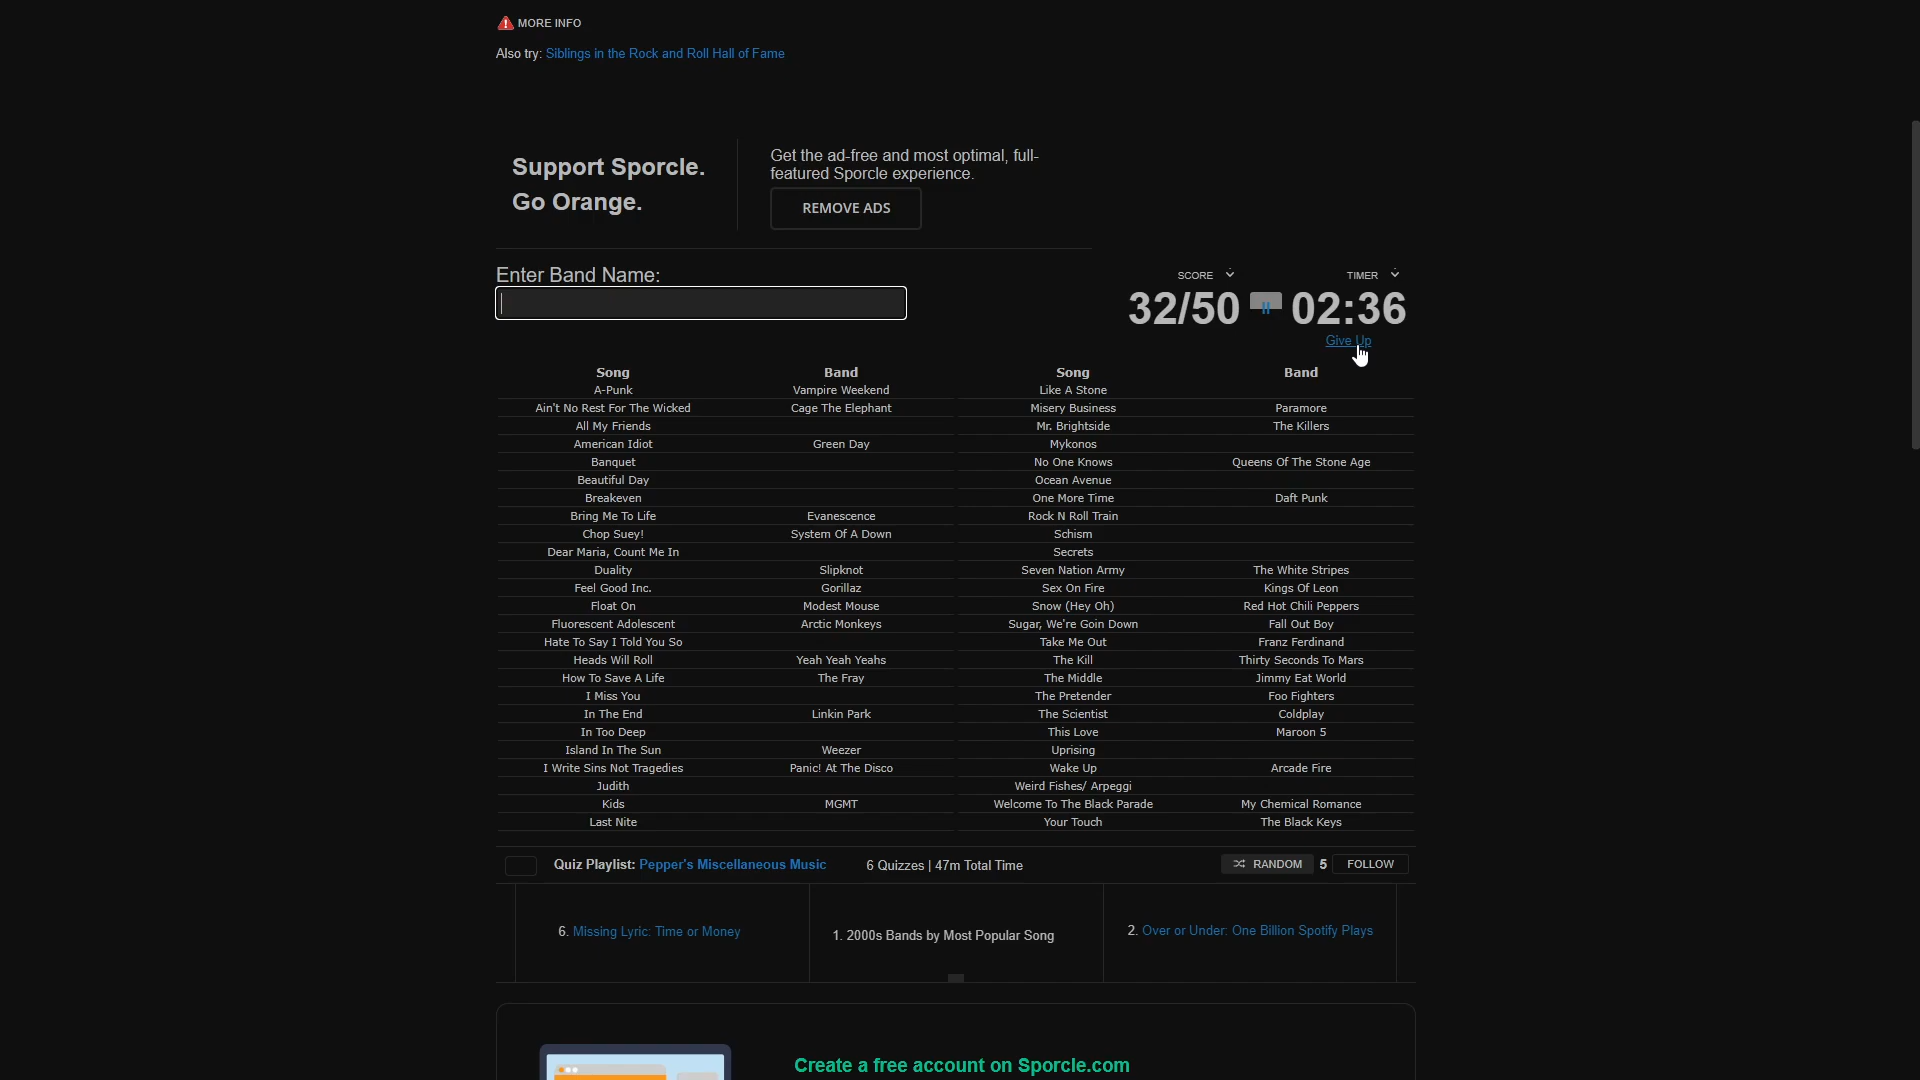 MORE INFO
Also try: Siblings in the Rock and Roll Hall of Fame
Support Sporcle.
Go Orange.
Get the ad-free and most optimal, full-
featured Sporcle experience.
REMOVE ADS
Enter Band Name:
SCORE
TIMER
32/50
02:36
Give Up
Song Band Song Band
A-Punk Vampire Weekend Like A Stone
Ain't No Rest For The Wicked Cage The Elephant Misery Business Paramore
All My Friends Mr. Brightside The Killers
American Idiot Green Day Mykonos
Banquet No One Knows Queens Of The Stone Age
Beautiful Day Ocean Avenue
Breakeven One More Time Daft Punk
Bring Me To Life Evanescence Rock N Roll Train
Chop Suey! System Of A Down Schism
Dear Maria, Count Me In Secrets
Duality Slipknot Seven Nation Army The White Stripes
Feel Good Inc. Gorillaz Sex On Fire Kings Of Leon
Float On Modest Mouse Snow (Hey Oh) Red Hot Chili Peppers
Fluorescent Adolescent Arctic Monkeys Sugar, We're Goin Down Fall Out Boy
Hate To Say I Told You So Take Me Out Franz Ferdinand
Heads Will Roll Yeah Yeah Yeahs The Kill Thirty Seconds To Mars
How To Save A Life The Fray The Middle Jimmy Eat World
I Miss You The Pretender Foo Fighters
In The End Linkin Park The Scientist Coldplay
In Too Deep This Love Maroon 5
Island In The Sun Weezer Uprising
I Write Sins Not Tragedies Panic! At The Disco Wake Up Arcade Fire
Judith Weird Fishes/ Arpeggi
Kids MGMT Welcome To The Black Parade My Chemical Romance
Last Nite Your Touch The Black Keys
Quiz Playlist: Pepper's Miscellaneous Music 6 Quizzes | 47m Total Time RANDOM 5 FOLLOW
6. Missing Lyric: Time or Money
1. 2000s Bands by Most Popular Song
2. Over or Under: One Billion Spotify Plays
Create a free account on Sporcle.com